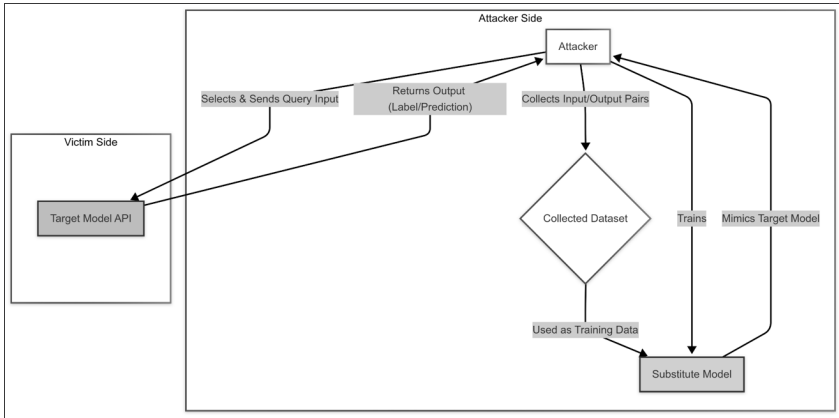 Attacker Side
Attacker
Selects & Sends Query Input
Returns Output
(Label/Prediction)
Collects Input/Output Pairs
Victim Side
Target Model API
Collected Dataset
Trains
Mimics Target Model
Used as Training Data
Substitute Model